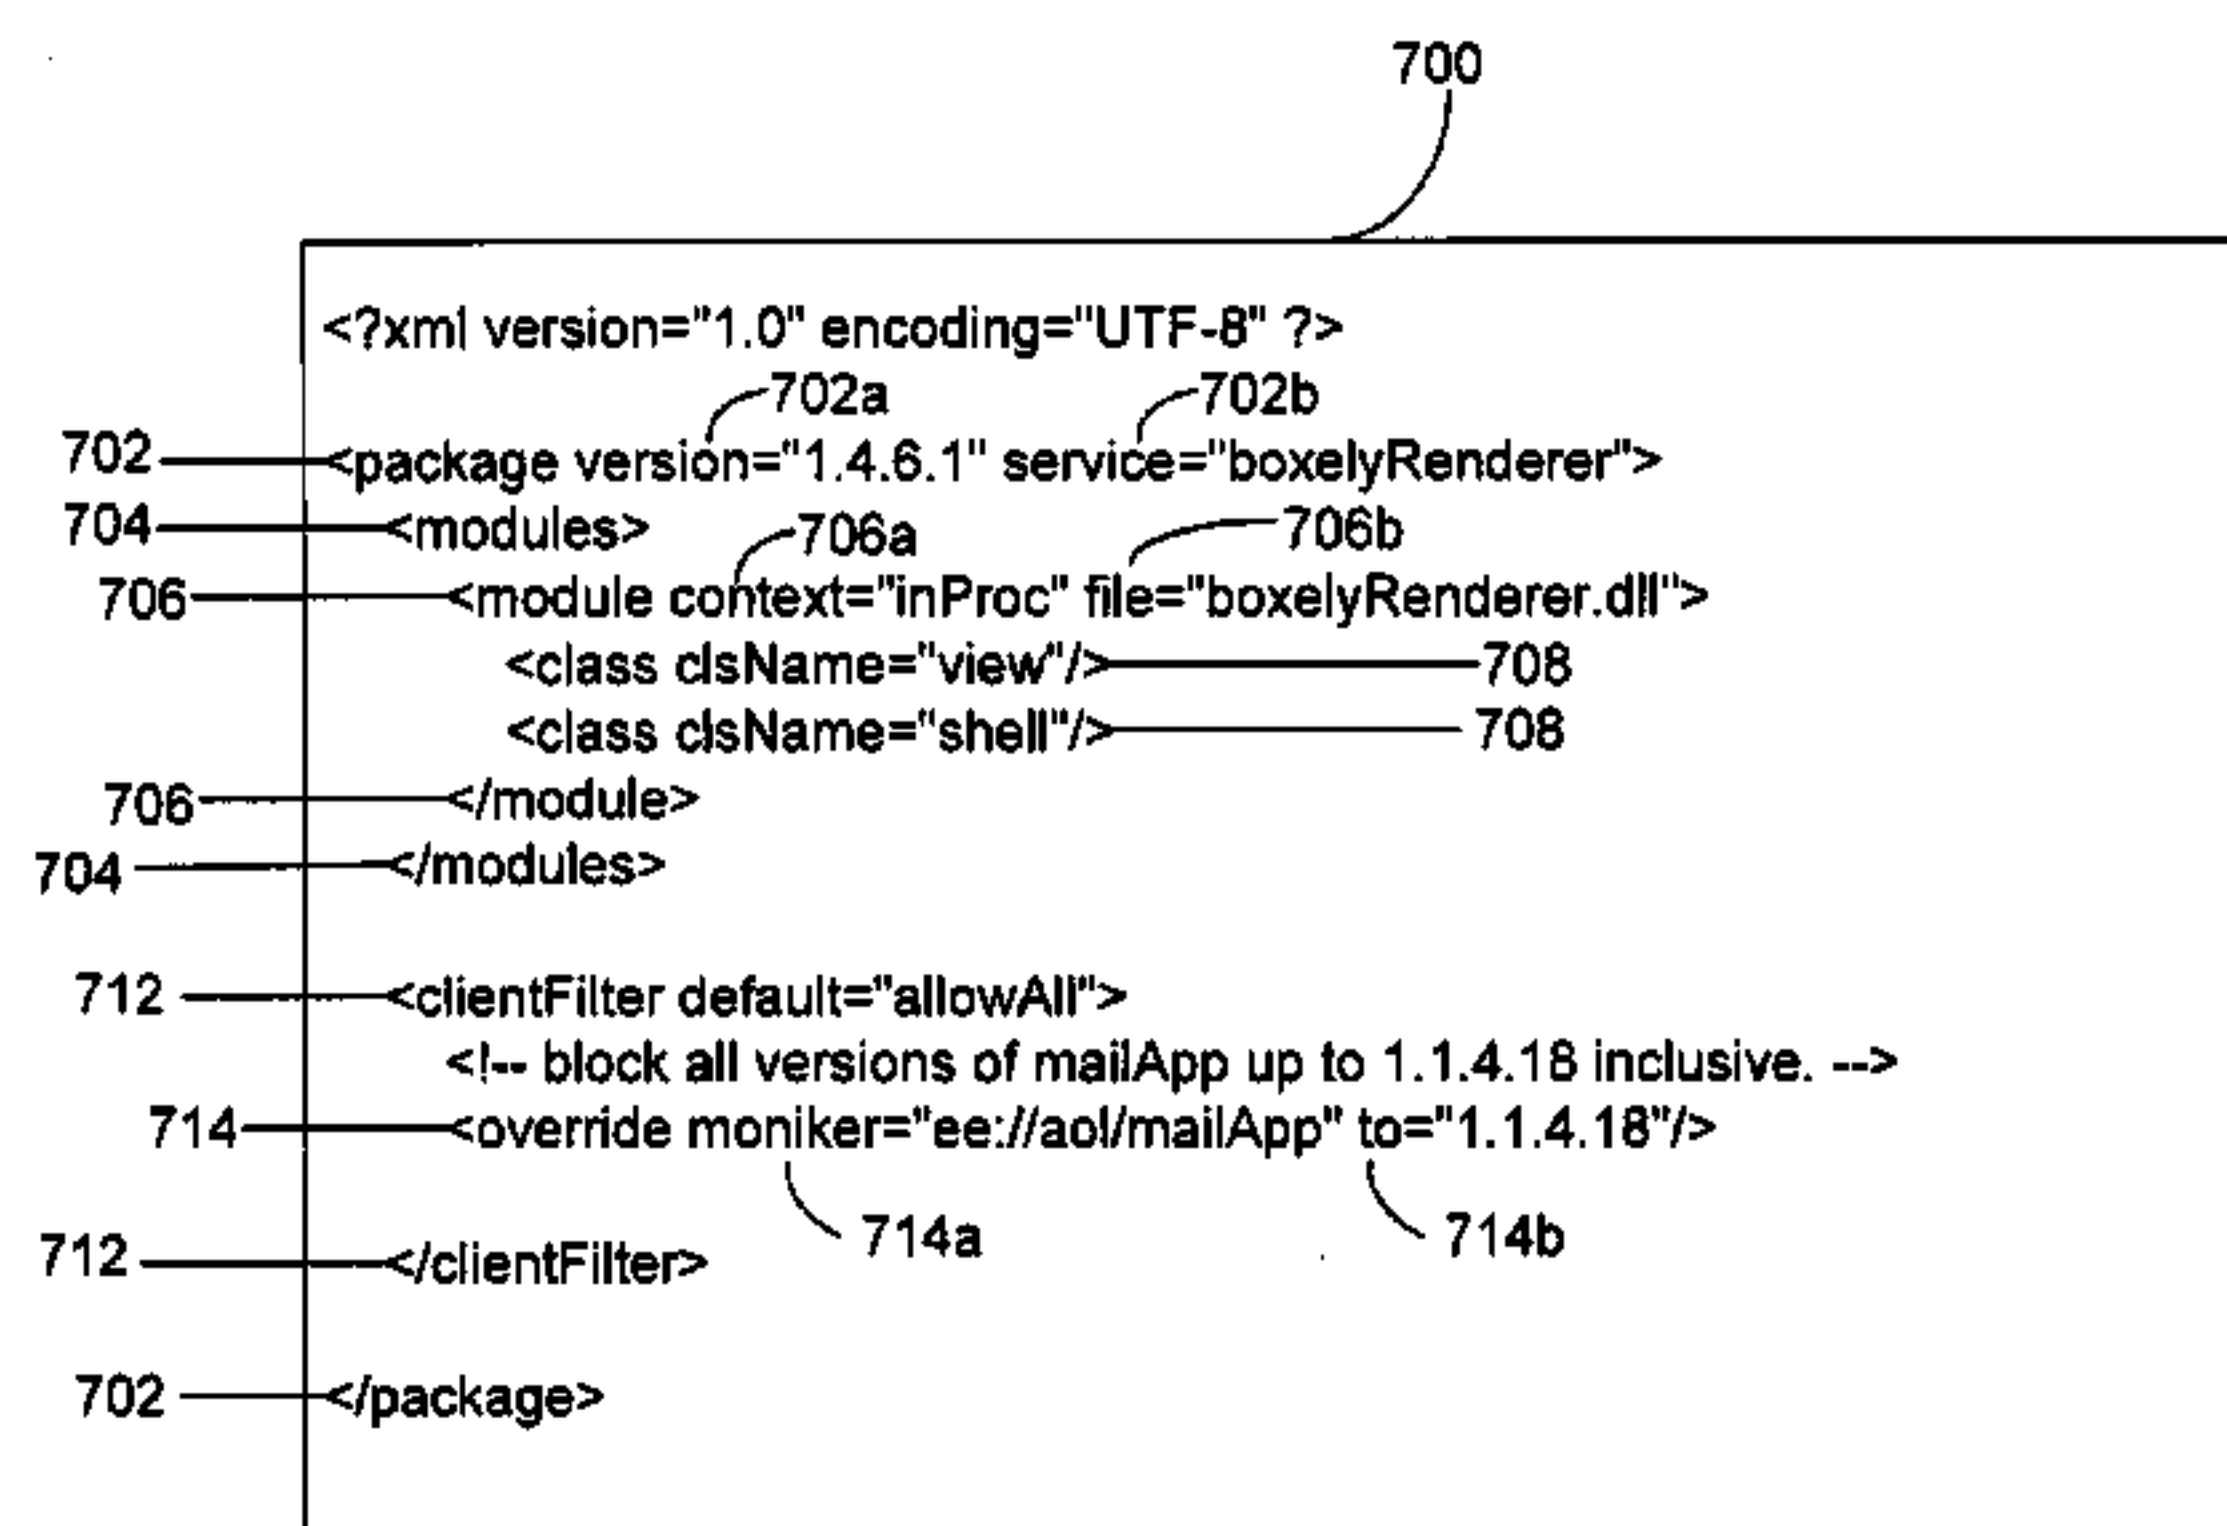 700
<?xml version="1.0" encoding="UTF-8" ?>
702a 702b
702 <package version="1.4.6.1" service="boxelyRenderer">
704 <modules> 706a 706b
706 <module context="inProc" file="boxelyRenderer.dll">
<class clsName="view"/> 708
<class clsName="shell"/> 708
706 </module>
704 </modules>
712 <clientFilter default="allowAll">
<!-- block all versions of mailApp up to 1.1.4.18 inclusive. -->
714 <override moniker="ee://aol/mailApp" to="1.1.4.18"/>
714a 714b
712 </clientFilter>
702 </package>